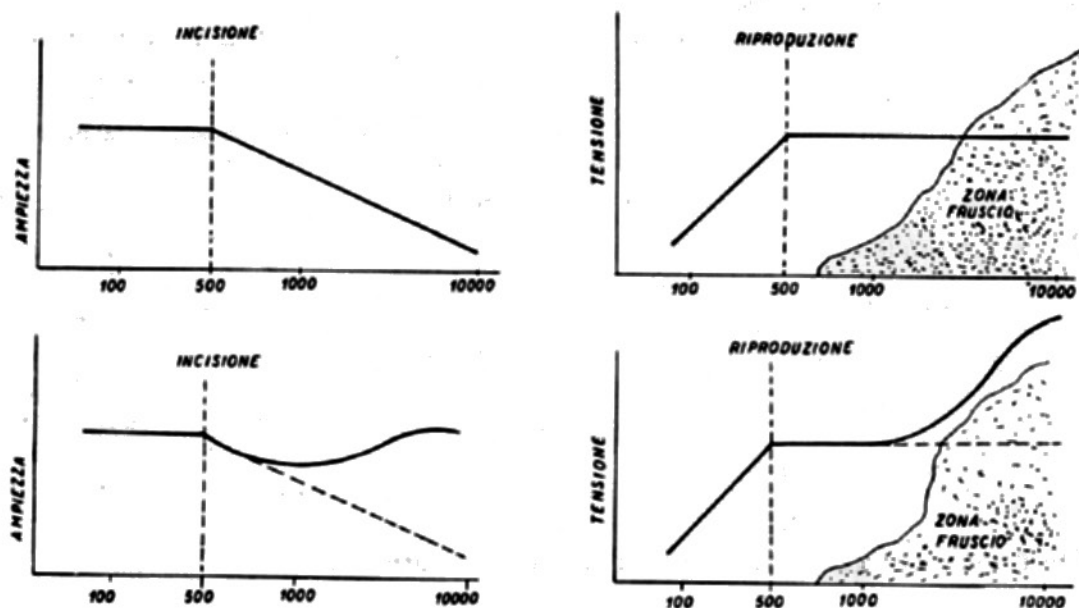 INCISIONE
AMPIEZZA
100 500 1000 10000
RIPRODUZIONE
TENSIONE
ZONA
FRUSCIO
100 500 1000 10000
INCISIONE
AMPIEZZA
100 500 1000 10000
RIPRODUZIONE
TENSIONE
ZONA
FRUSCIO
100 500 1000 10000